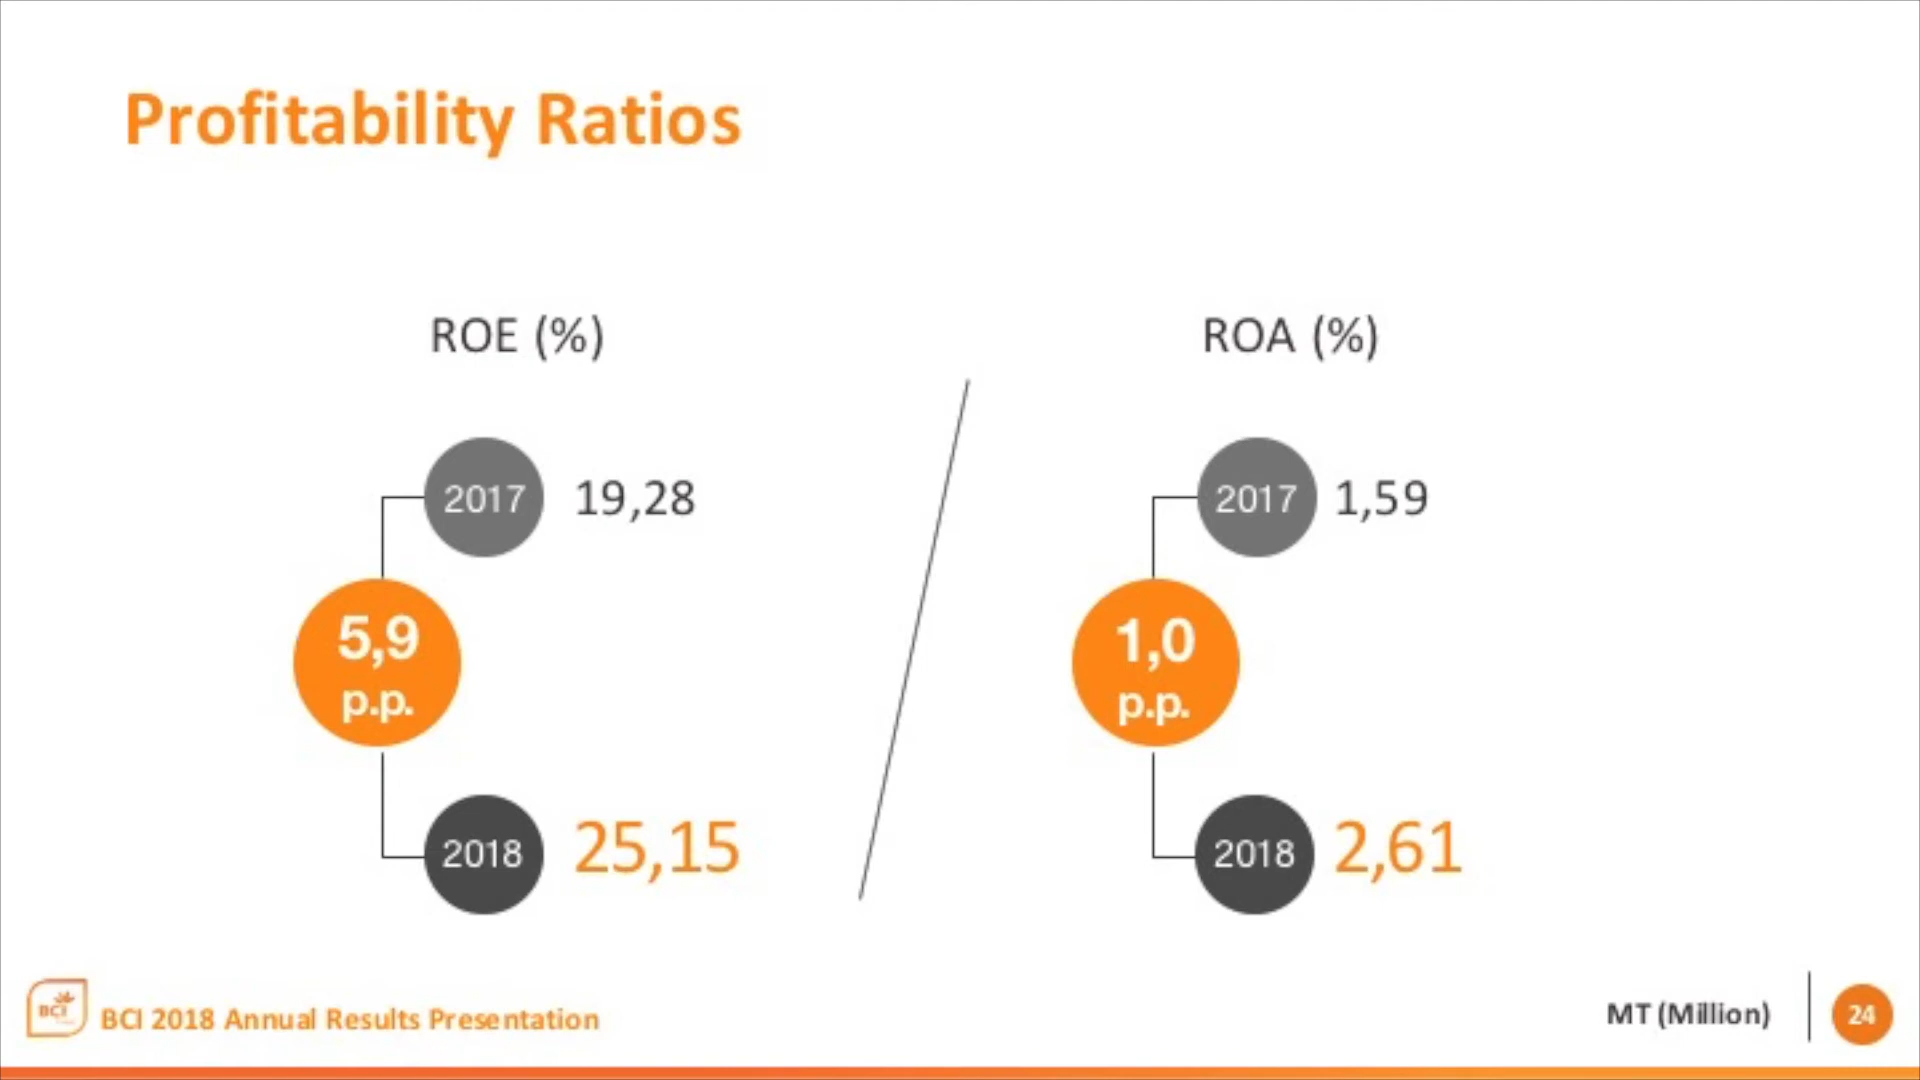 Profitability Ratios
ROE (%)
2017 19,28
5,9
p.p.
2018 25,15
ROA (%)
2017 1,59
1,0
p.p.
2018 2,61
BCI
BCI 2018 Annual Results Presentation
MT (Million)
24